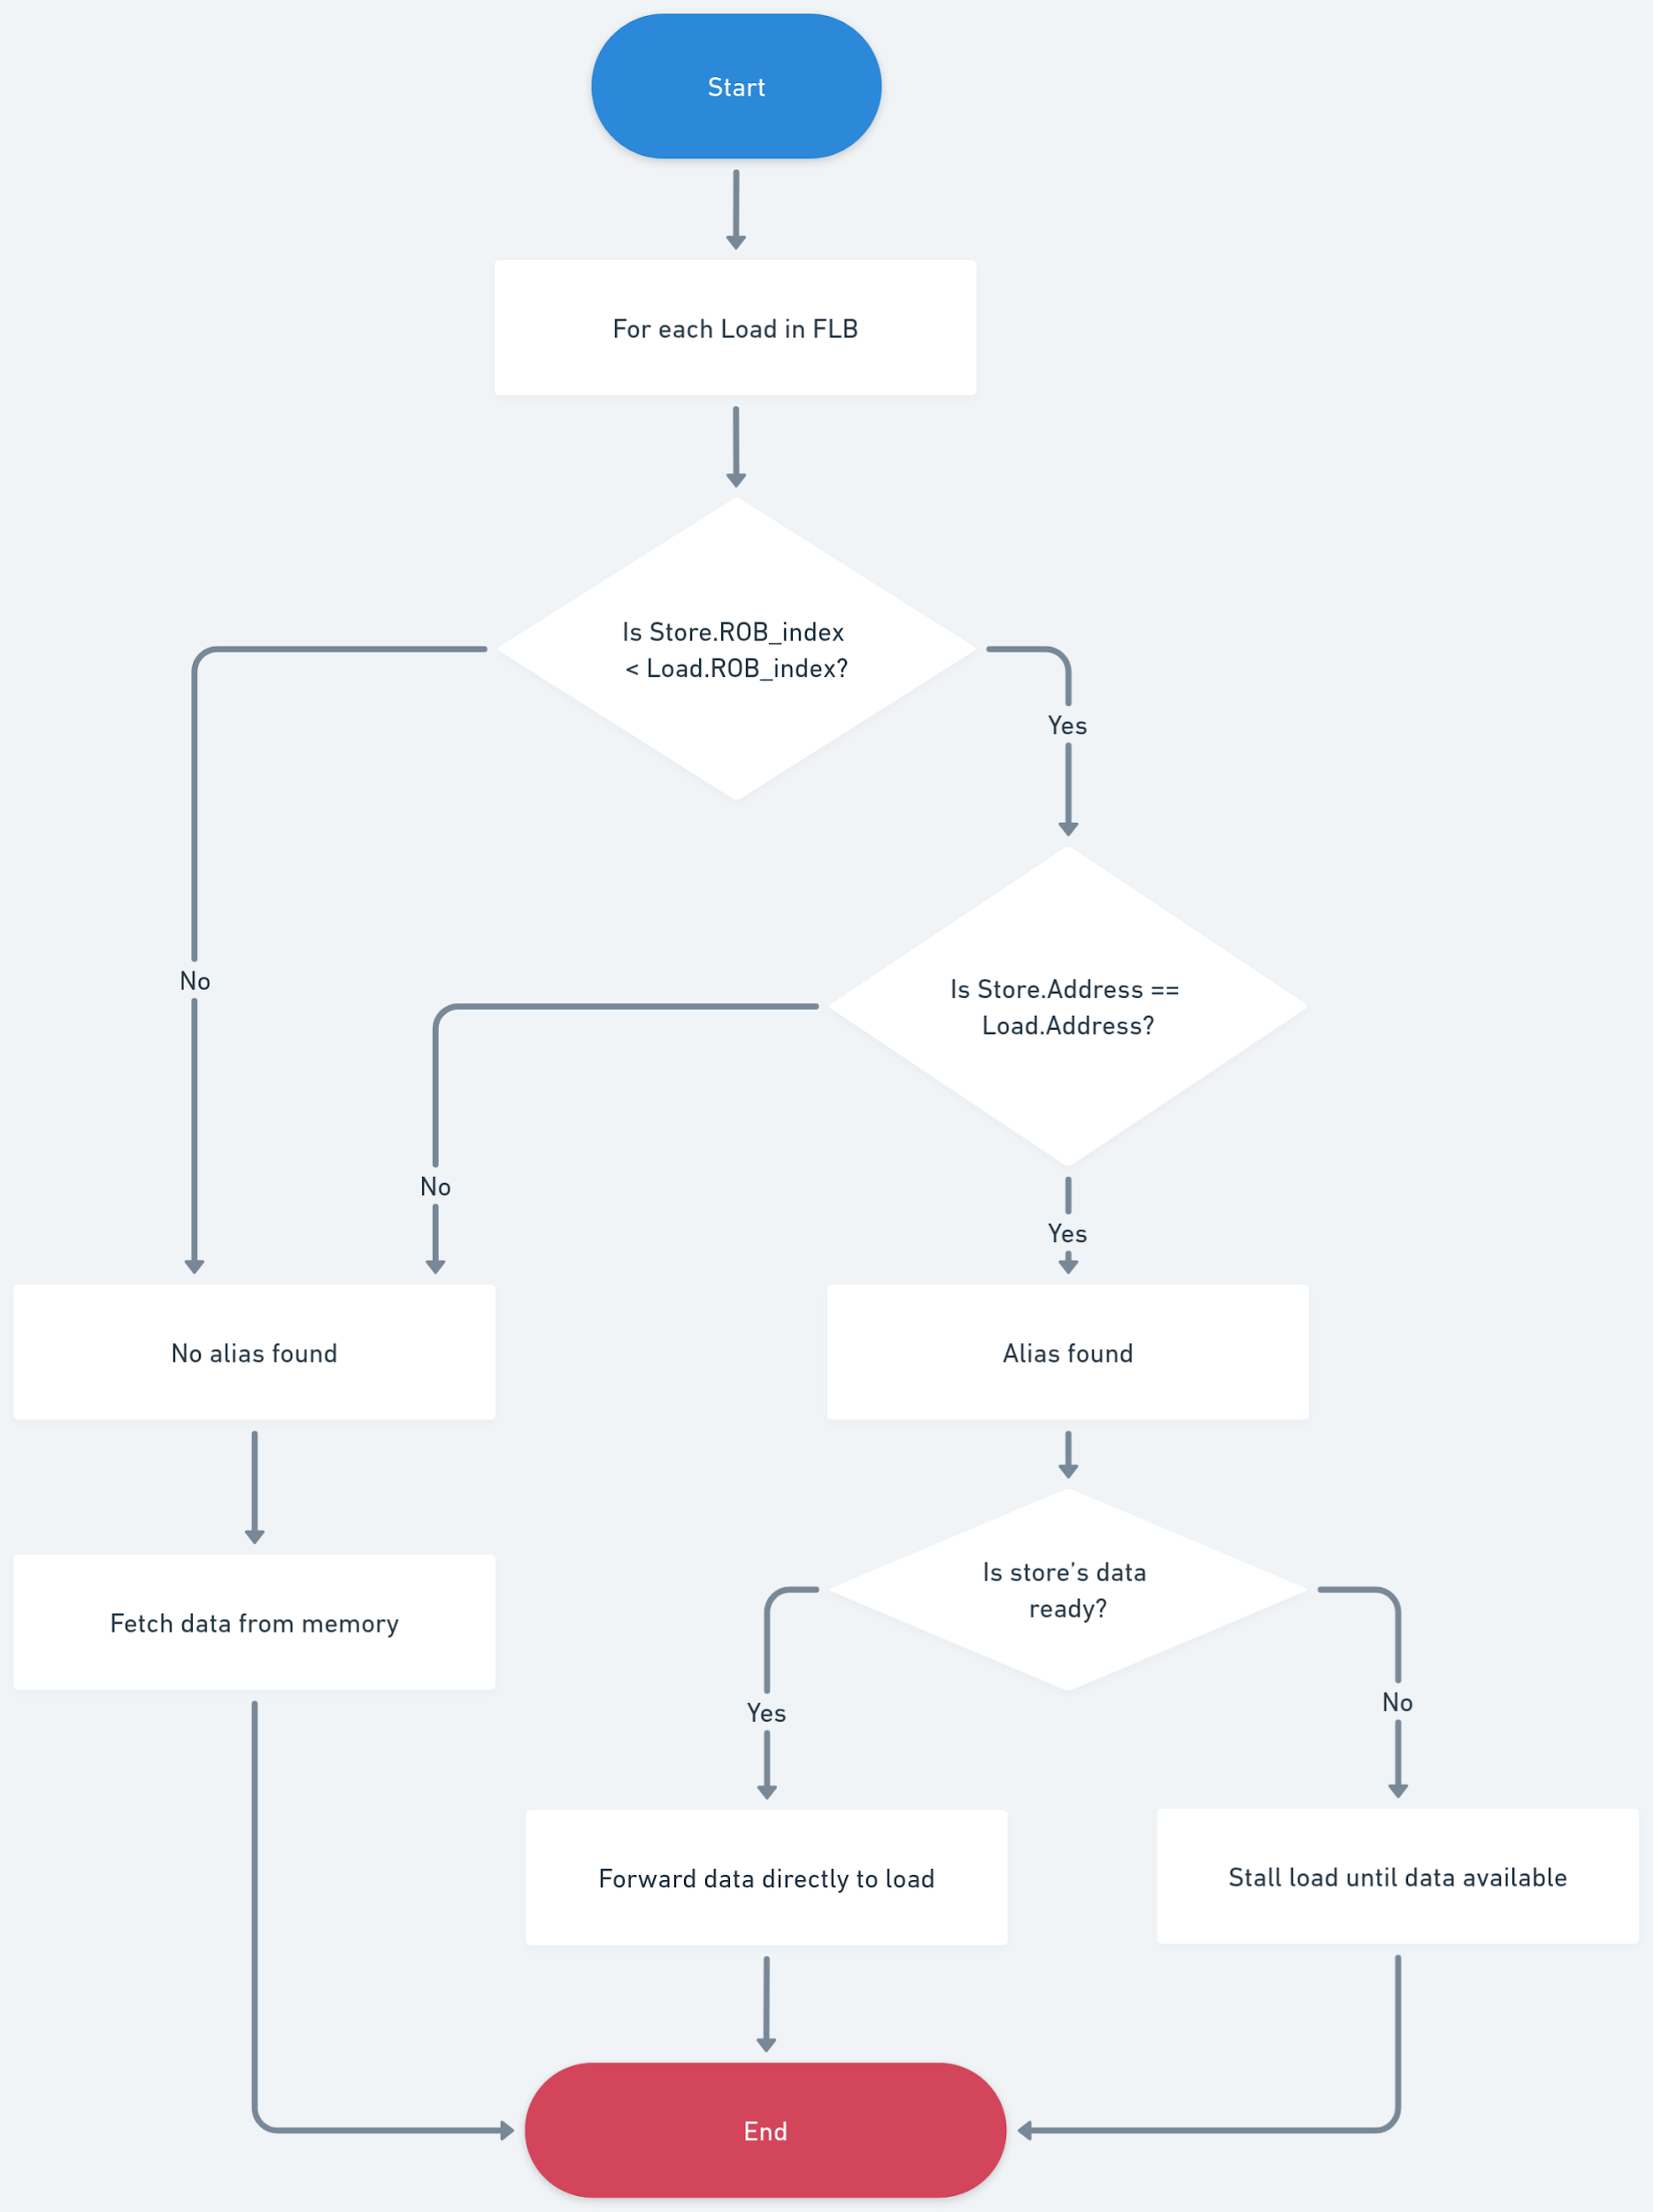 Start
For each Load in FLB
Is Store.ROB_index
< Load.ROB_index?
Yes
No
Is Store.Address ==
Load.Address?
No
Yes
No alias found
Alias found
Is store’s data
ready?
Fetch data from memory
Yes
No
Forward data directly to load
Stall load until data available
End